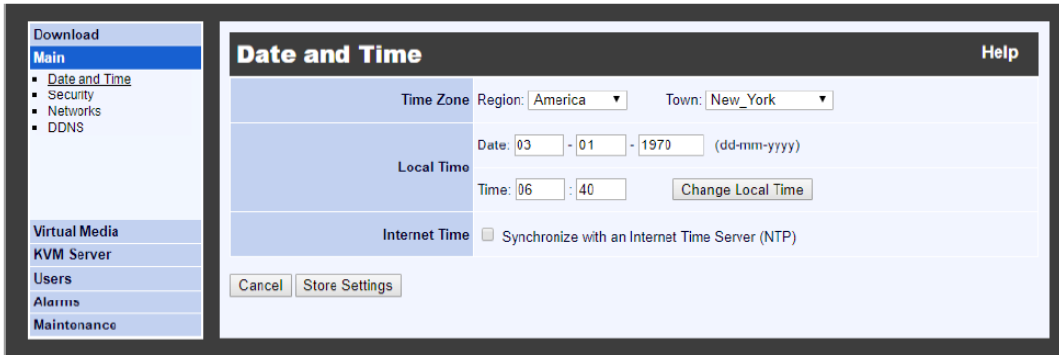 Download
Main
Date and Time
Security
Networks
DDNS
Virtual Media
KVM Server
Users
Alarms
Maintenance
Date and Time Help
Time Zone Region: America Town: New_York
Local Time
Date: 03 - 01 - 1970 (dd-mm-yyyy)
Time: 06 : 40 Change Local Time
Internet Time Synchronize with an Internet Time Server (NTP)
Cancel Store Settings